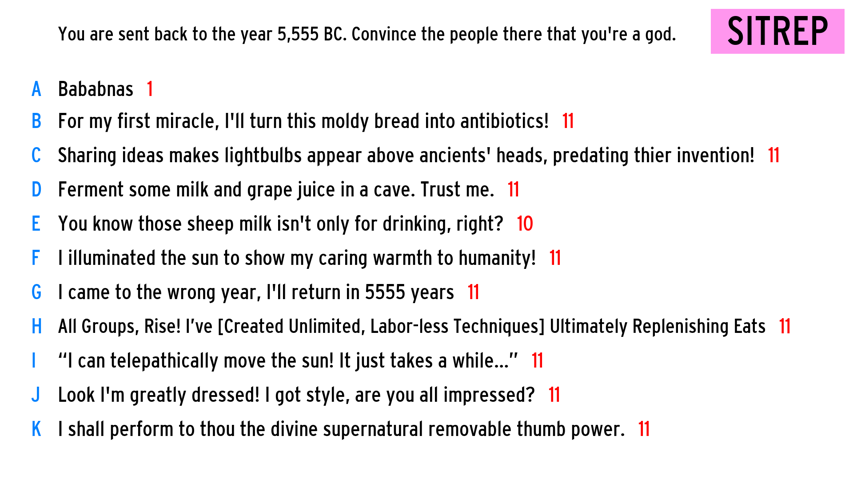 You are sent back to the year 5,555 BC. Convince the people there that you're a god.
SITREP
A Bababnas 1
B For my first miracle, I'll turn this moldy bread into antibiotics! 11
C Sharing ideas makes lightbulbs appear above ancients' heads, predating thier invention! 11
D Ferment some milk and grape juice in a cave. Trust me. 11
E You know those sheep milk isn't only for drinking, right? 10
F I illuminated the sun to show my caring warmth to humanity! 11
G I came to the wrong year, I'll return in 5555 years 11
H All Groups, Rise! I’ve [Created Unlimited, Labor-less Techniques] Ultimately Replenishing Eats 11
I “I can telepathically move the sun! It just takes a while...” 11
J Look I'm greatly dressed! I got style, are you all impressed? 11
K I shall perform to thou the divine supernatural removable thumb power. 11